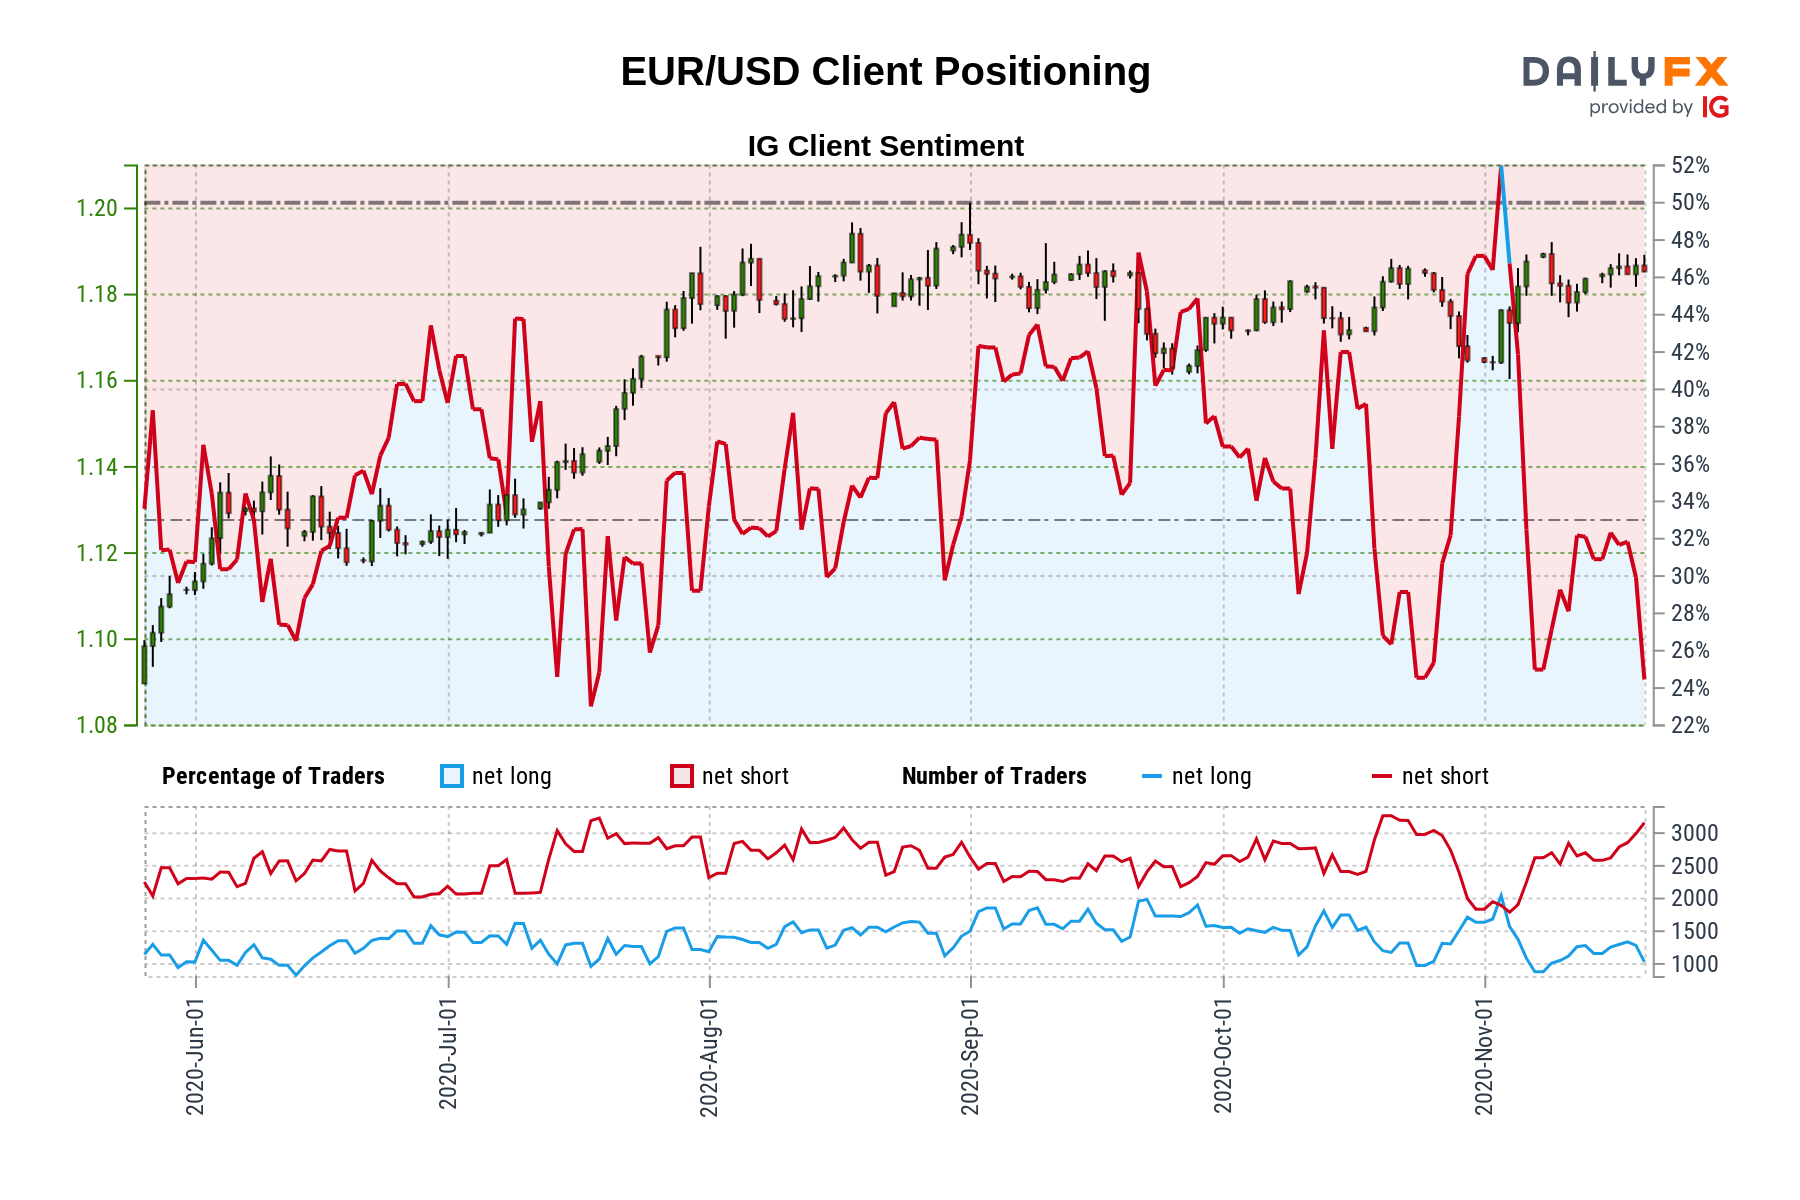 EUR/USD Client Positioning
DAILYFX
provided by IG
IG Client Sentiment
1.20
1.18
1.16
1.14
1.12
1.10
1.08
52%
50%
48%
46%
44%
42%
40%
38%
36%
34%
32%
30%
28%
26%
24%
22%
Percentage of Traders net long net short Number of Traders net long net short
3000
2500
2000
1500
1000
2020-Jun-01
2020-Jul-01
2020-Aug-01
2020-Sep-01
2020-Oct-01
2020-Nov-01